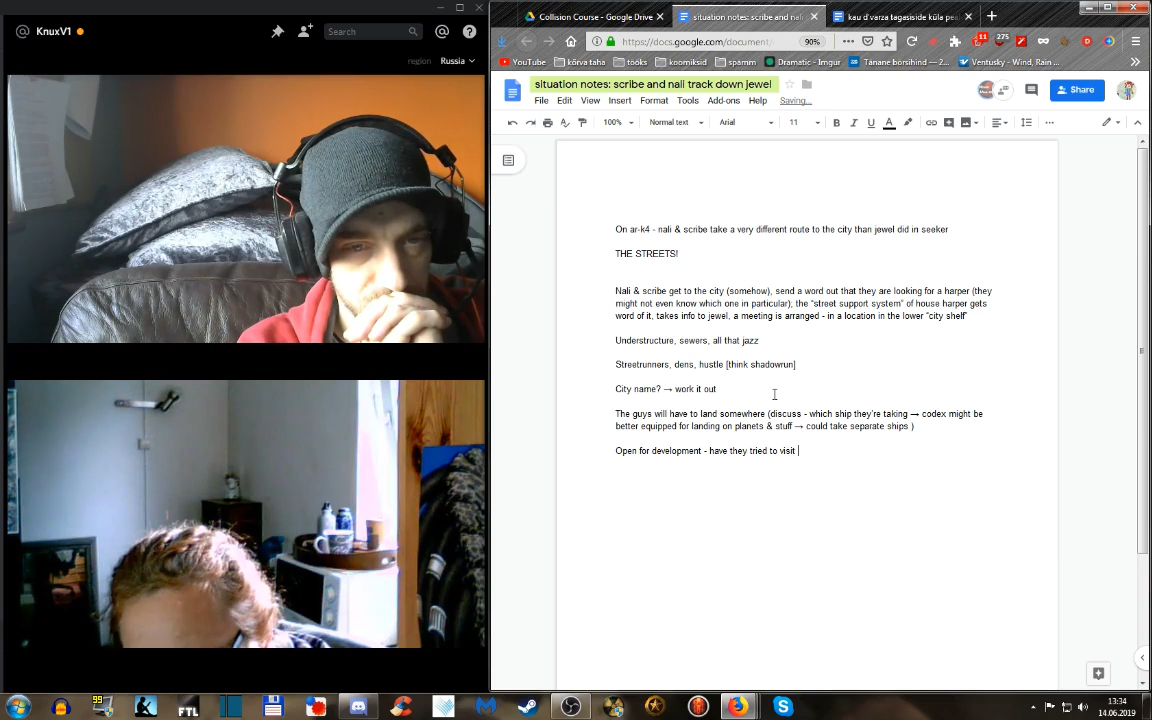 KnuxV1
Search
region Russia
Collision Course - Google Drive
situation notes: scribe and nali
kau d'varza tagasiside küla pea
https://docs.google.com/document/
90%
11
275
YouTube kõrva taha tööks koomiksid spämm Dramatic - Imgur Tänane börsihind — 2... Ventusky - Wind, Rain ...
situation notes: scribe and nali track down jewel
File Edit View Insert Format Tools Add-ons Help Saving...
Share
100% Normal text Arial 11 B I U A
On ar-k4 - nali & scribe take a very different route to the city than jewel did in seeker
THE STREETS!
Nali & scribe get to the city (somehow), send a word out that they are looking for a harper (they
might not even know which one in particular); the “street support system” of house harper gets
word of it, takes info to jewel, a meeting is arranged - in a location in the lower “city shelf”
Understructure, sewers, all that jazz
Streetrunners, dens, hustle [think shadowrun]
City name? → work it out
The guys will have to land somewhere (discuss - which ship they’re taking → codex might be
better equipped for landing on planets & stuff → could take separate ships )
Open for development - have they tried to visit
99
FTL
13:34
14.06.2019